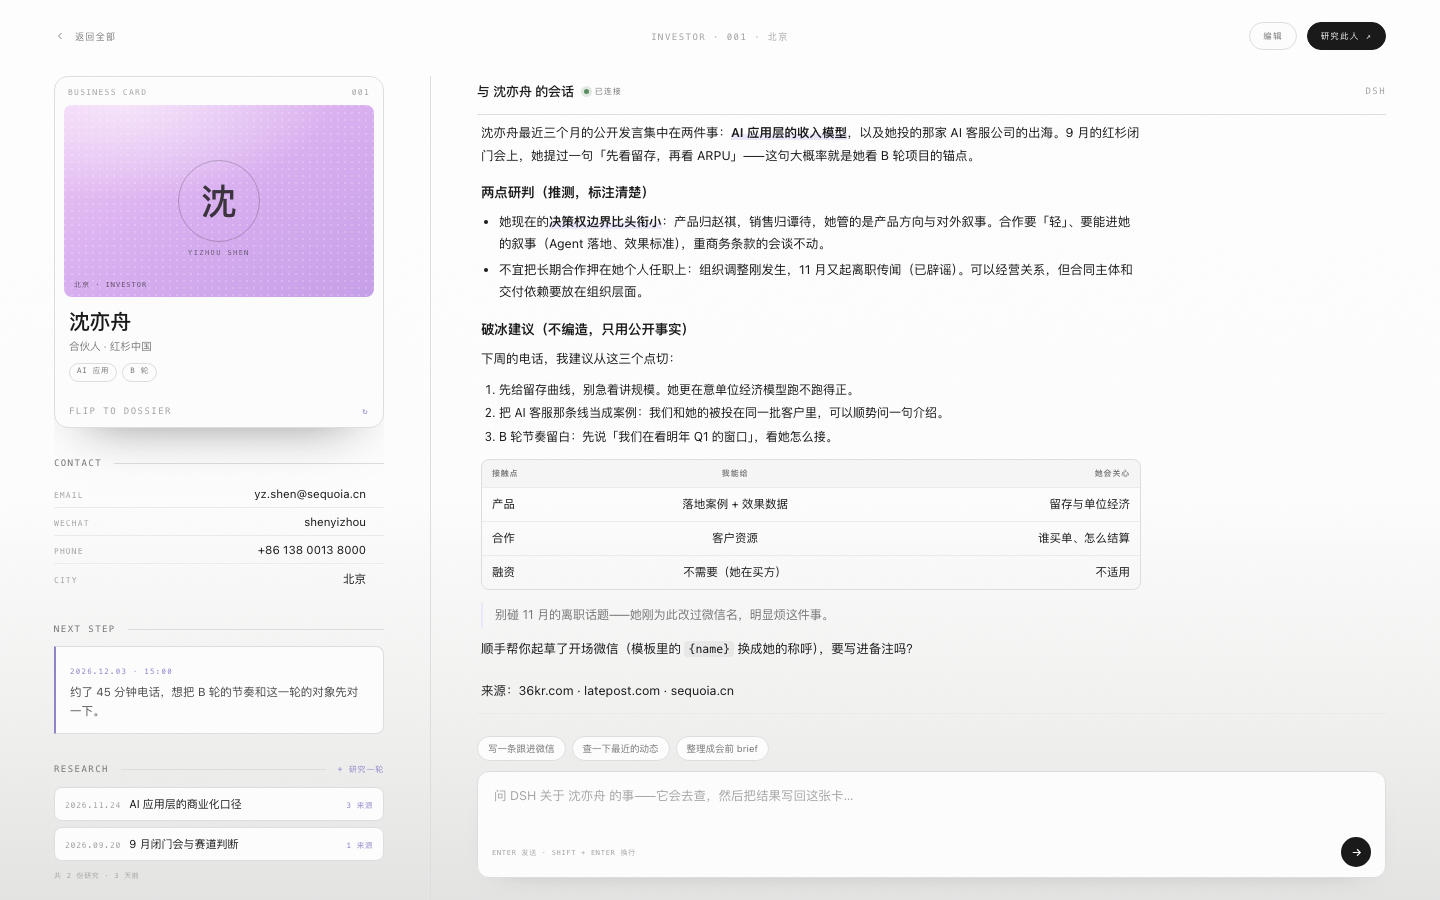 返回全部
INVESTOR · 001 · 北京
编辑
研究此人 ↗
BUSINESS CARD
001
沈
YIZHOU SHEN
北京 · INVESTOR
沈亦舟
合伙人 · 红杉中国
AI 应用
B 轮
FLIP TO DOSSIER
↻
CONTACT
EMAIL
yz.shen@sequoia.cn
WECHAT
shenyizhou
PHONE
+86 138 0013 8000
CITY
北京
NEXT STEP
2026.12.03 · 15:00
约了 45 分钟电话，想把 B 轮的节奏和这一轮的对象先对
一下。
RESEARCH
+ 研究一轮
2026.11.24 AI 应用层的商业化口径
3 来源
2026.09.20 9 月闭门会与赛道判断
1 来源
共 2 份研究 · 3 天前
与 沈亦舟 的会话
已连接
DSH
沈亦舟最近三个月的公开发言集中在两件事：AI 应用层的收入模型，以及她投的那家 AI 客服公司的出海。9 月的红杉闭
门会上，她提过一句「先看留存，再看 ARPU」——这句大概率就是她看 B 轮项目的锚点。
两点研判（推测，标注清楚）
• 她现在的决策权边界比头衔小：产品归赵祺，销售归谭待，她管的是产品方向与对外叙事。合作要「轻」、要能进她
的叙事（Agent 落地、效果标准），重商务条款的会谈不动。
• 不宜把长期合作押在她个人任职上：组织调整刚发生，11 月又起离职传闻（已辟谣）。可以经营关系，但合同主体和
交付依赖要放在组织层面。
破冰建议（不编造，只用公开事实）
下周的电话，我建议从这三个点切：
1. 先给留存曲线，别急着讲规模。她更在意单位经济模型跑不跑得正。
2. 把 AI 客服那条线当成案例：我们和她的被投在同一批客户里，可以顺势问一句介绍。
3. B 轮节奏留白：先说「我们在看明年 Q1 的窗口」，看她怎么接。
接触点 我能给 她会关心
产品 落地案例 + 效果数据 留存与单位经济
合作 客户资源 谁买单、怎么结算
融资 不需要（她在买方） 不适用
别碰 11 月的离职话题——她刚为此改过微信名，明显烦这件事。
顺手帮你起草了开场微信（模板里的 {name} 换成她的称呼），要写进备注吗？
来源：36kr.com · latepost.com · sequoia.cn
写一条跟进微信
查一下最近的动态
整理成会前 brief
问 DSH 关于 沈亦舟 的事——它会去查，然后把结果写回这张卡…
ENTER 发送 · SHIFT + ENTER 换行